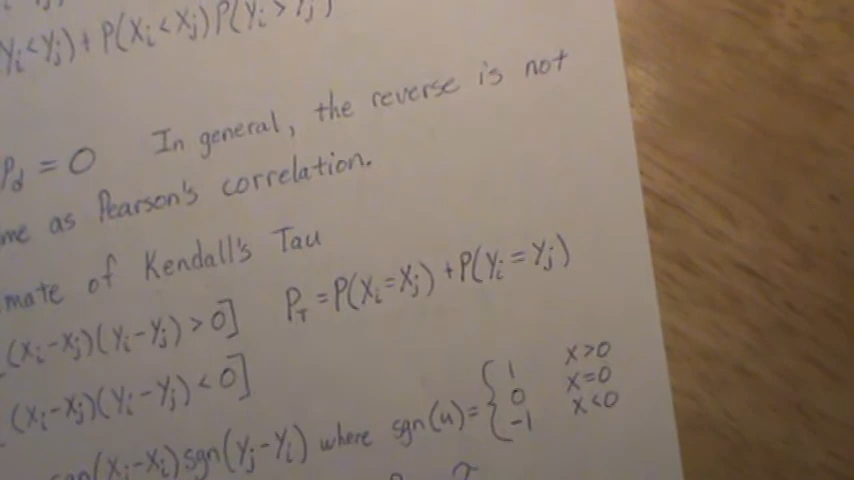 Yᵢ<Yⱼ) + P(Xᵢ<Xⱼ)P(Yᵢ>Yⱼ)
P_d = 0 In general, the reverse is not
me as Pearson's correlation.
mate of Kendall's Tau
(Xᵢ-Xⱼ)(Yᵢ-Yⱼ) > 0] P_T = P(Xᵢ=Xⱼ) + P(Yᵢ=Yⱼ)
(Xᵢ-Xⱼ)(Yᵢ-Yⱼ) < 0]
sgn(Xⱼ-Xᵢ)sgn(Yⱼ-Yᵢ) where sgn(u) = {
1 x>0
0 x=0
-1 x<0